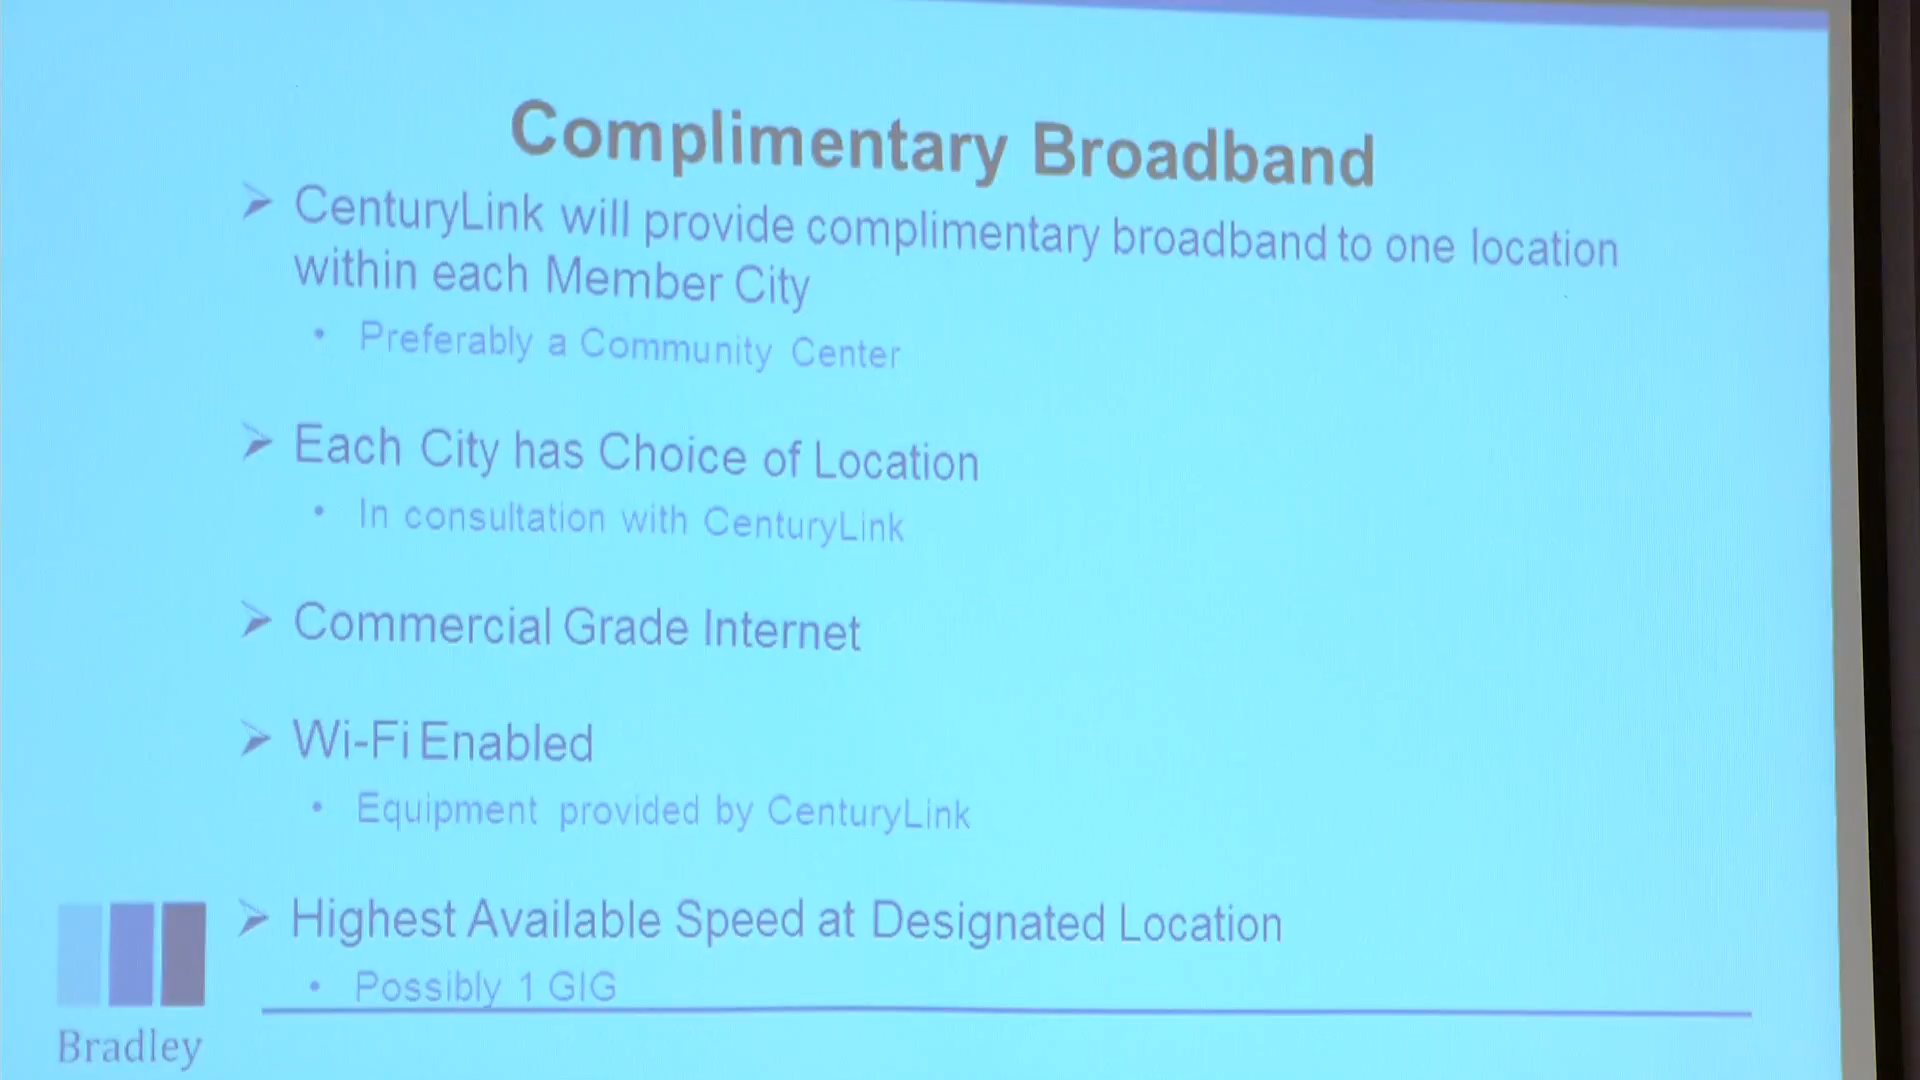 Complimentary Broadband
➢ CenturyLink will provide complimentary broadband to one location
within each Member City
• Preferably a Community Center
➢ Each City has Choice of Location
• In consultation with CenturyLink
➢ Commercial Grade Internet
➢ Wi-Fi Enabled
• Equipment provided by CenturyLink
➢ Highest Available Speed at Designated Location
• Possibly 1 GIG
Bradley